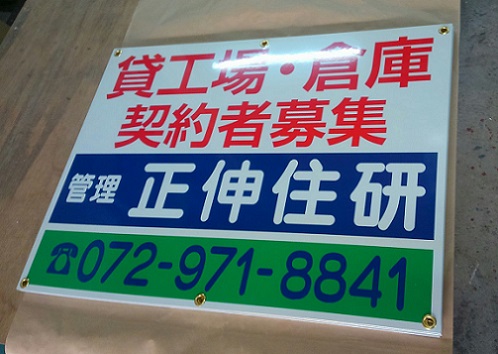 貸工場・倉庫
契約者募集
管理 正伸住研
☎072-971-8841